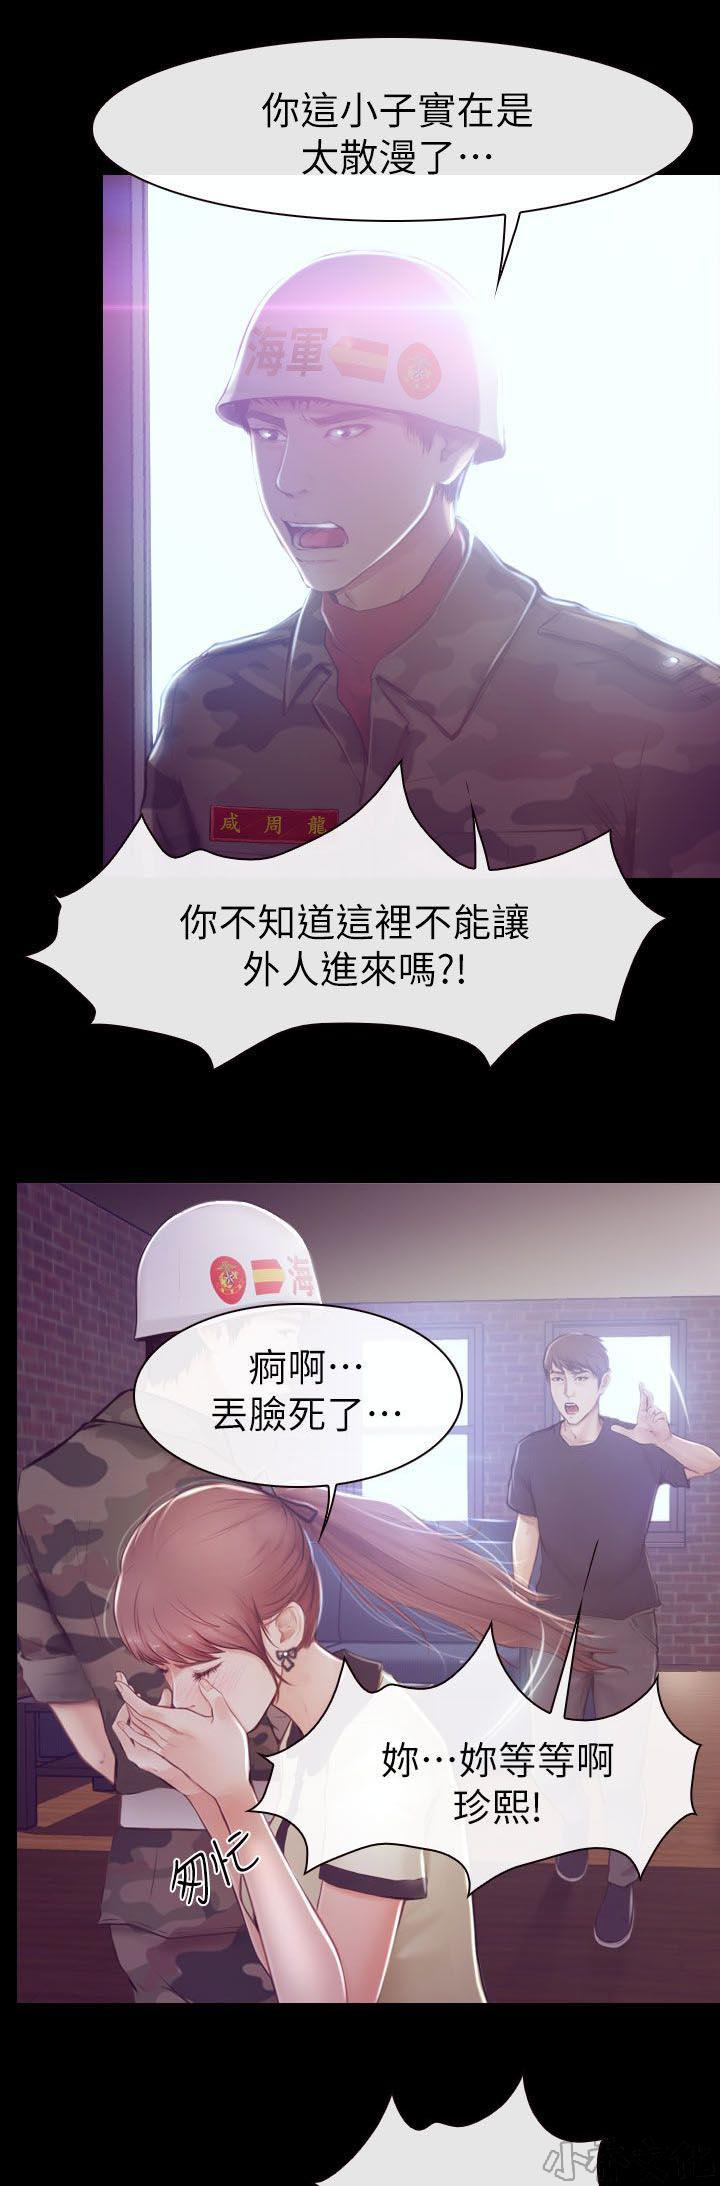 你這小子實在是
太散漫了…
海軍
咸周龍
你不知道這裡不能讓
外人進來嗎?!
海
痾啊…
丟臉死了…
妳…妳等等啊
珍熙!
匆忙